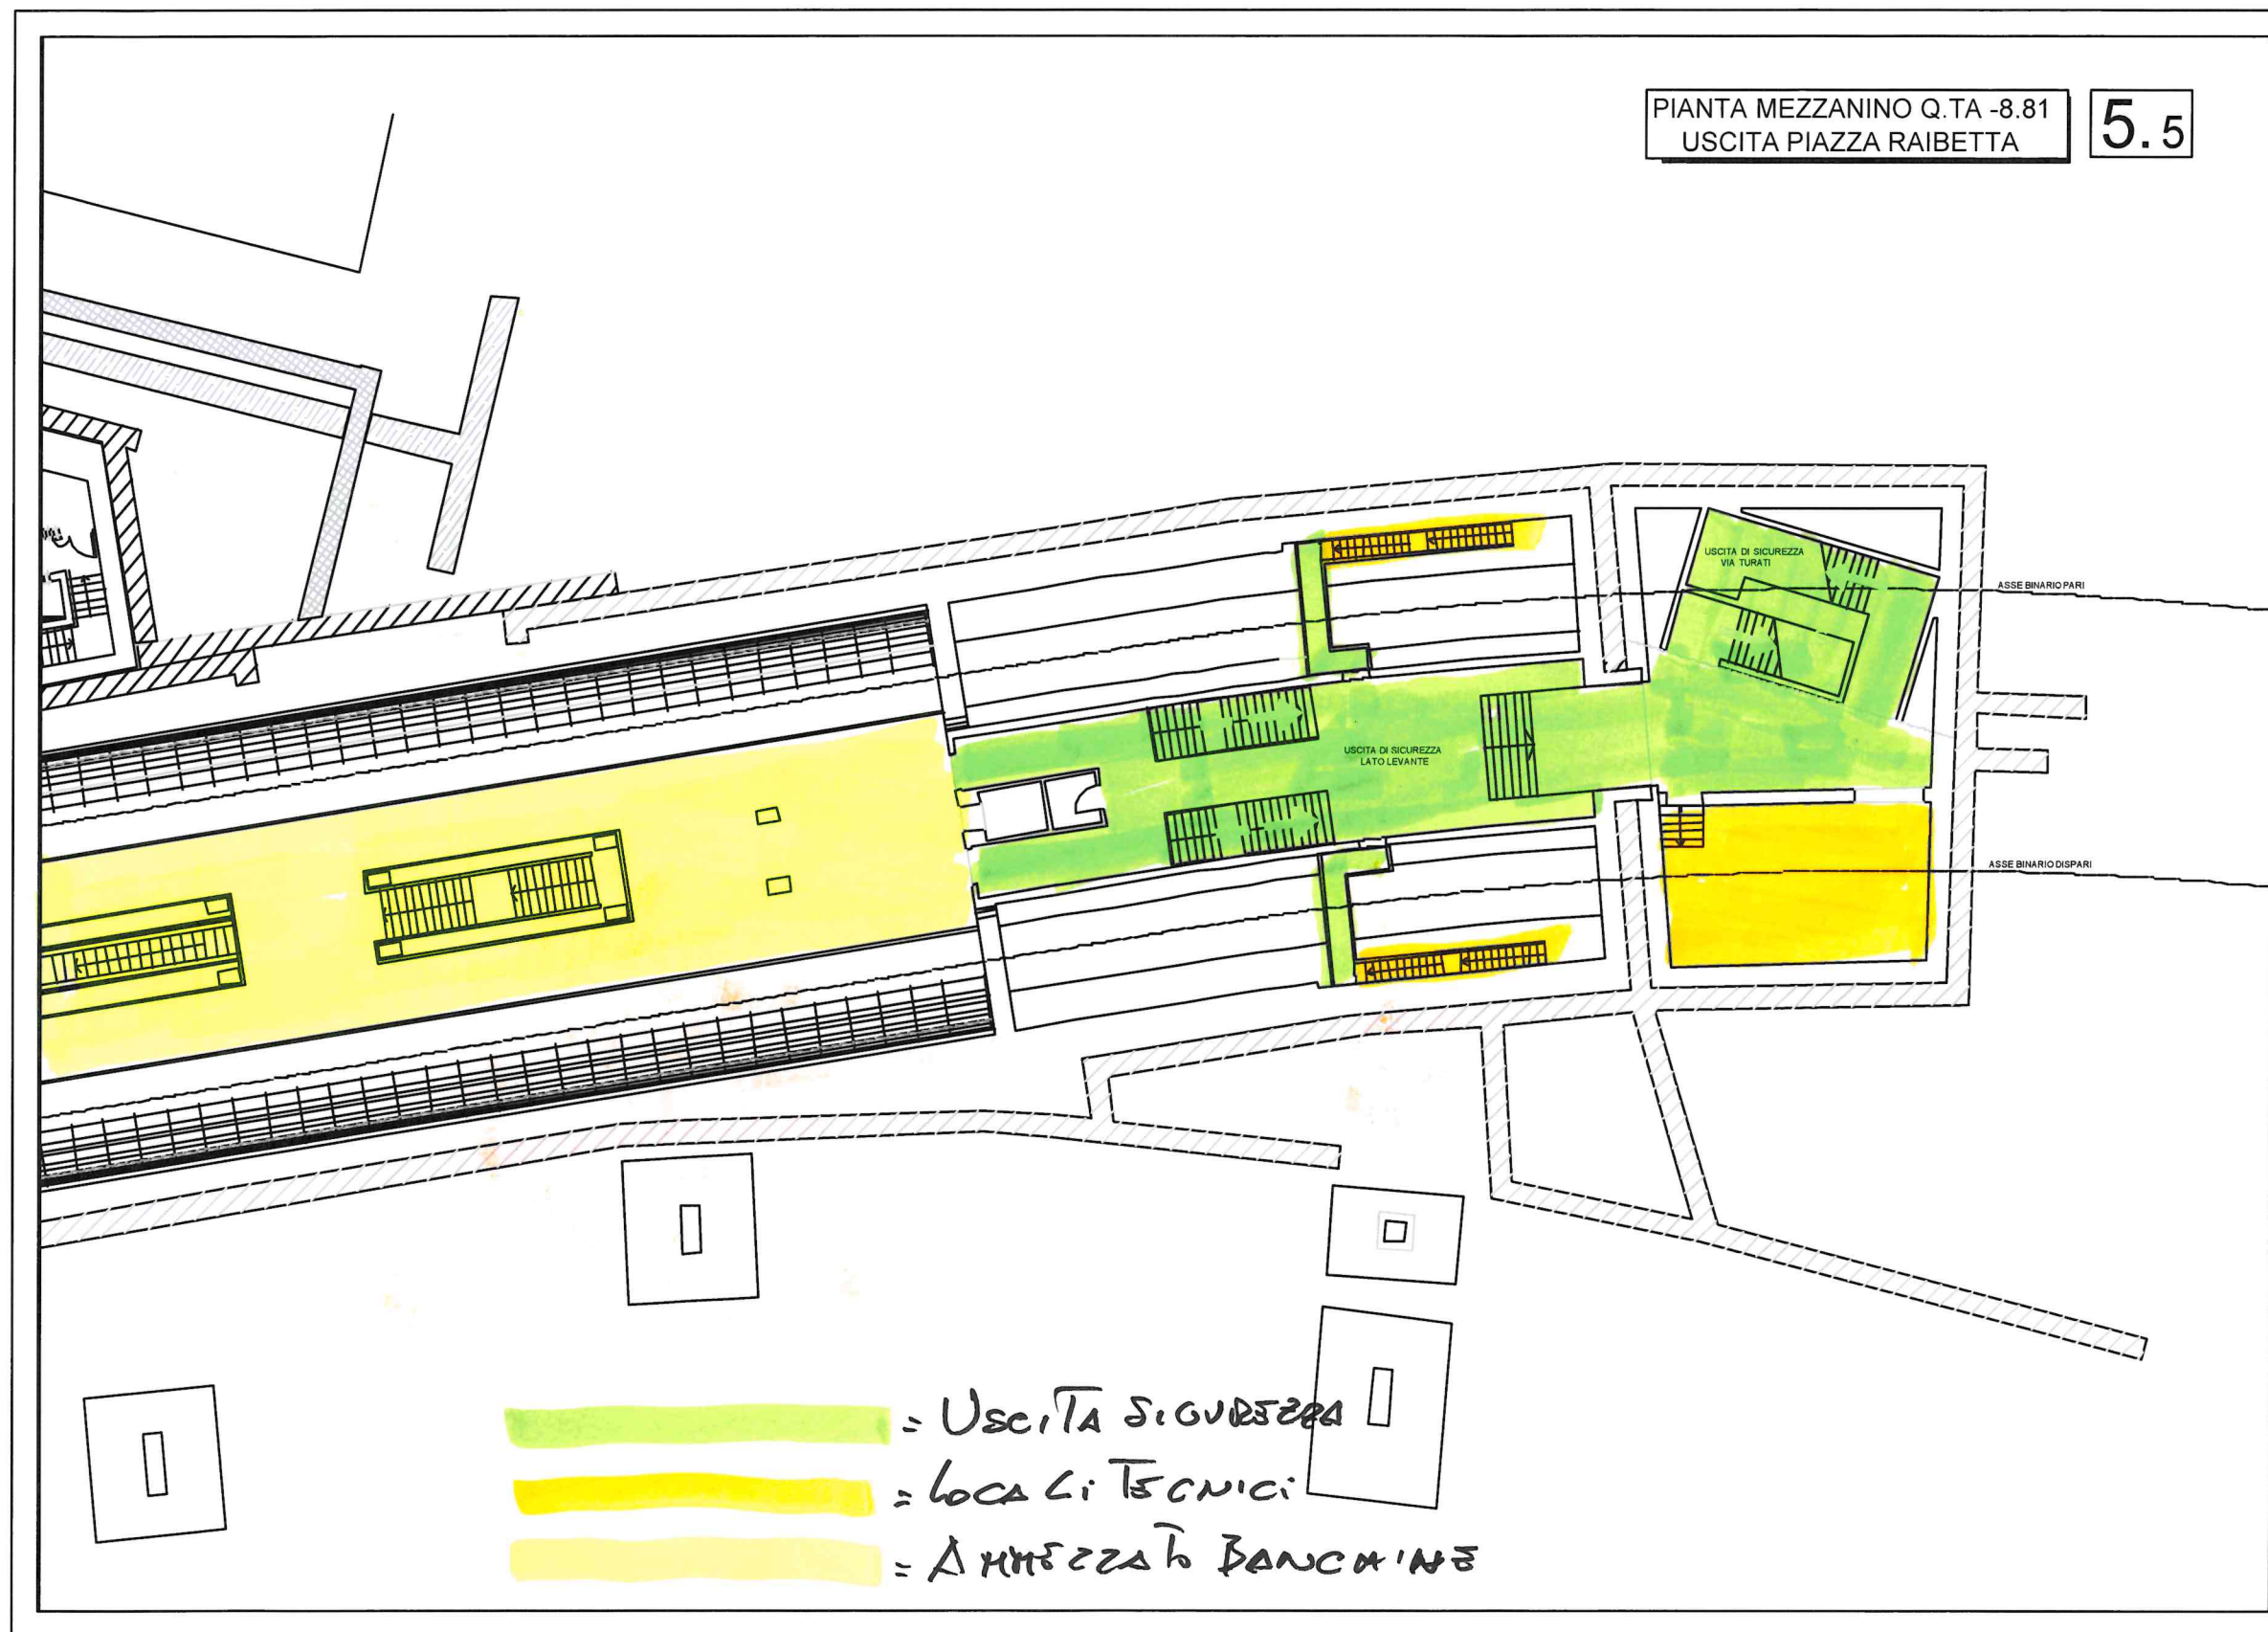 PIANTA MEZZANINO Q.TA -8.81
USCITA PIAZZA RAIBETTA
5.5
USCITA DI SICUREZZA
VIA TURATI
ASSE BINARIO PARI
USCITA DI SICUREZZA
LATO LEVANTE
ASSE BINARIO DISPARI
= USCITA SICUREZZA
= LOCALI TECNICI
= AMMEZZATO BANCHINE